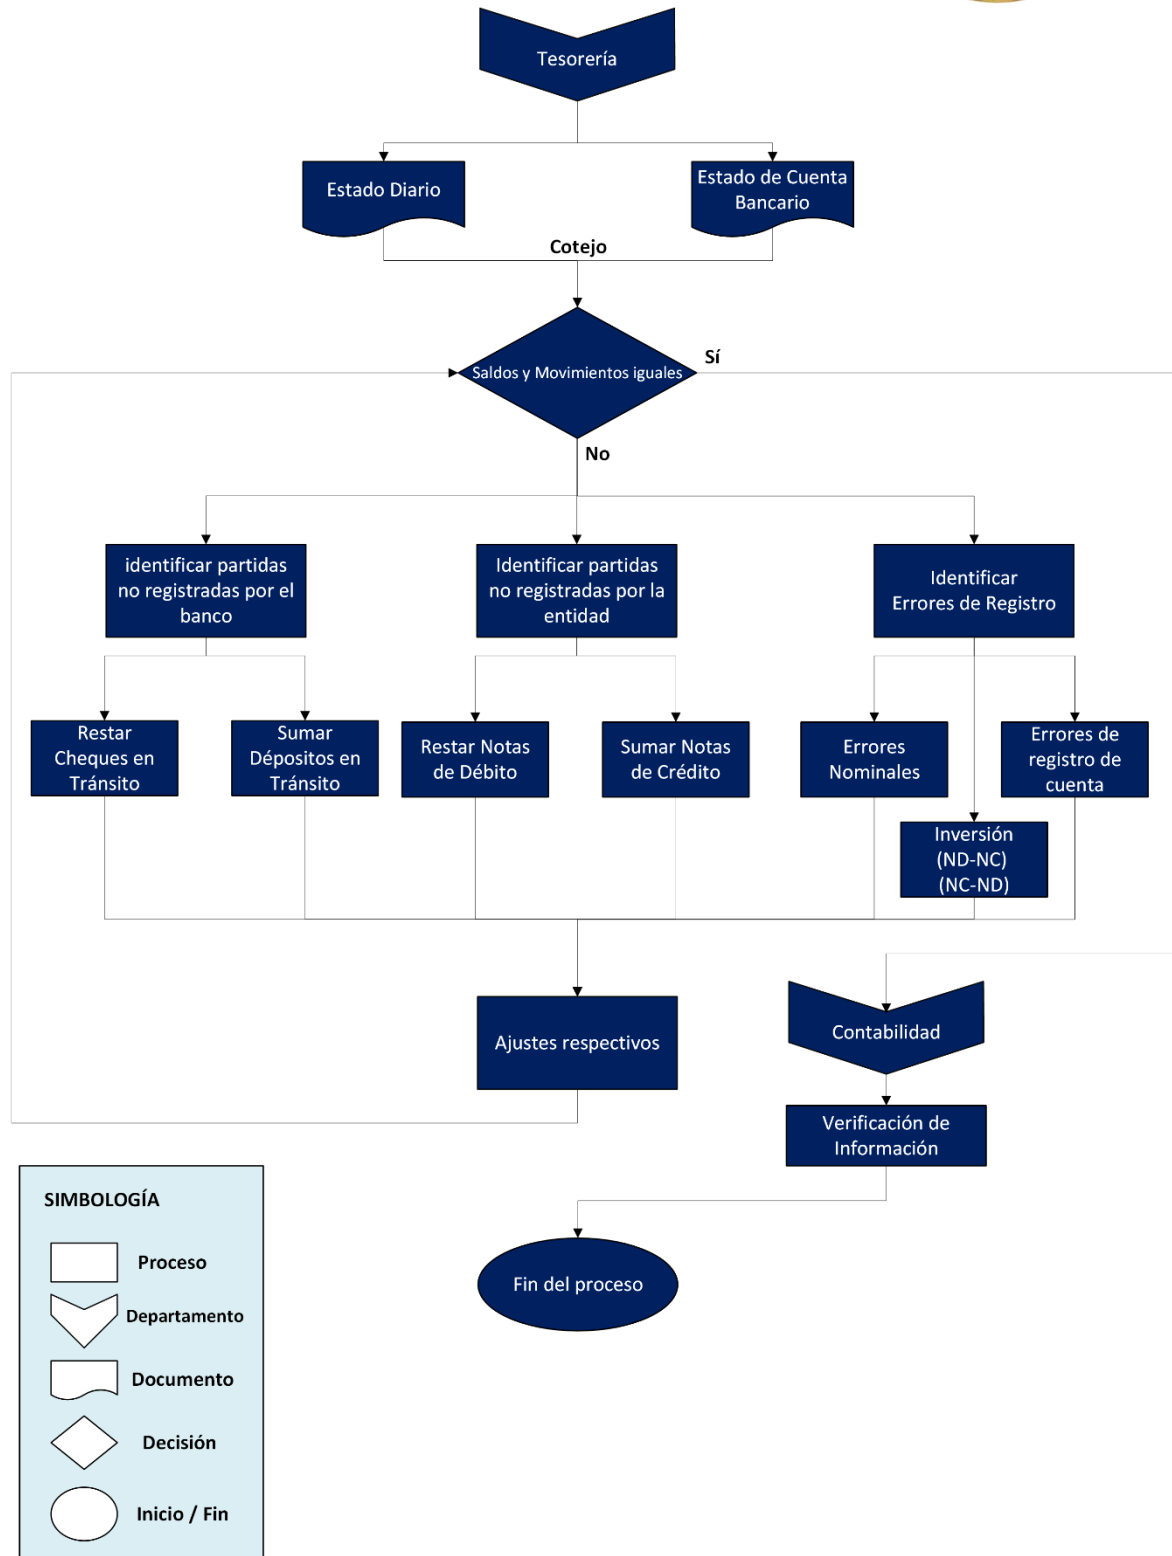 Tesorería
Estado Diario
Estado de Cuenta
Bancario
Cotejo
Saldos y Movimientos iguales
Sí
No
identificar partidas
no registradas por el
banco
Identificar partidas
no registradas por la
entidad
Identificar
Errores de Registro
Restar
Cheques en
Tránsito
Sumar
Dépositos en
Tránsito
Restar Notas
de Débito
Sumar Notas
de Crédito
Errores
Nominales
Errores de
registro de
cuenta
Inversión
(ND-NC)
(NC-ND)
Ajustes respectivos
Contabilidad
Verificación de
Información
Fin del proceso
SIMBOLOGÍA
Proceso
Departamento
Documento
Decisión
Inicio / Fin